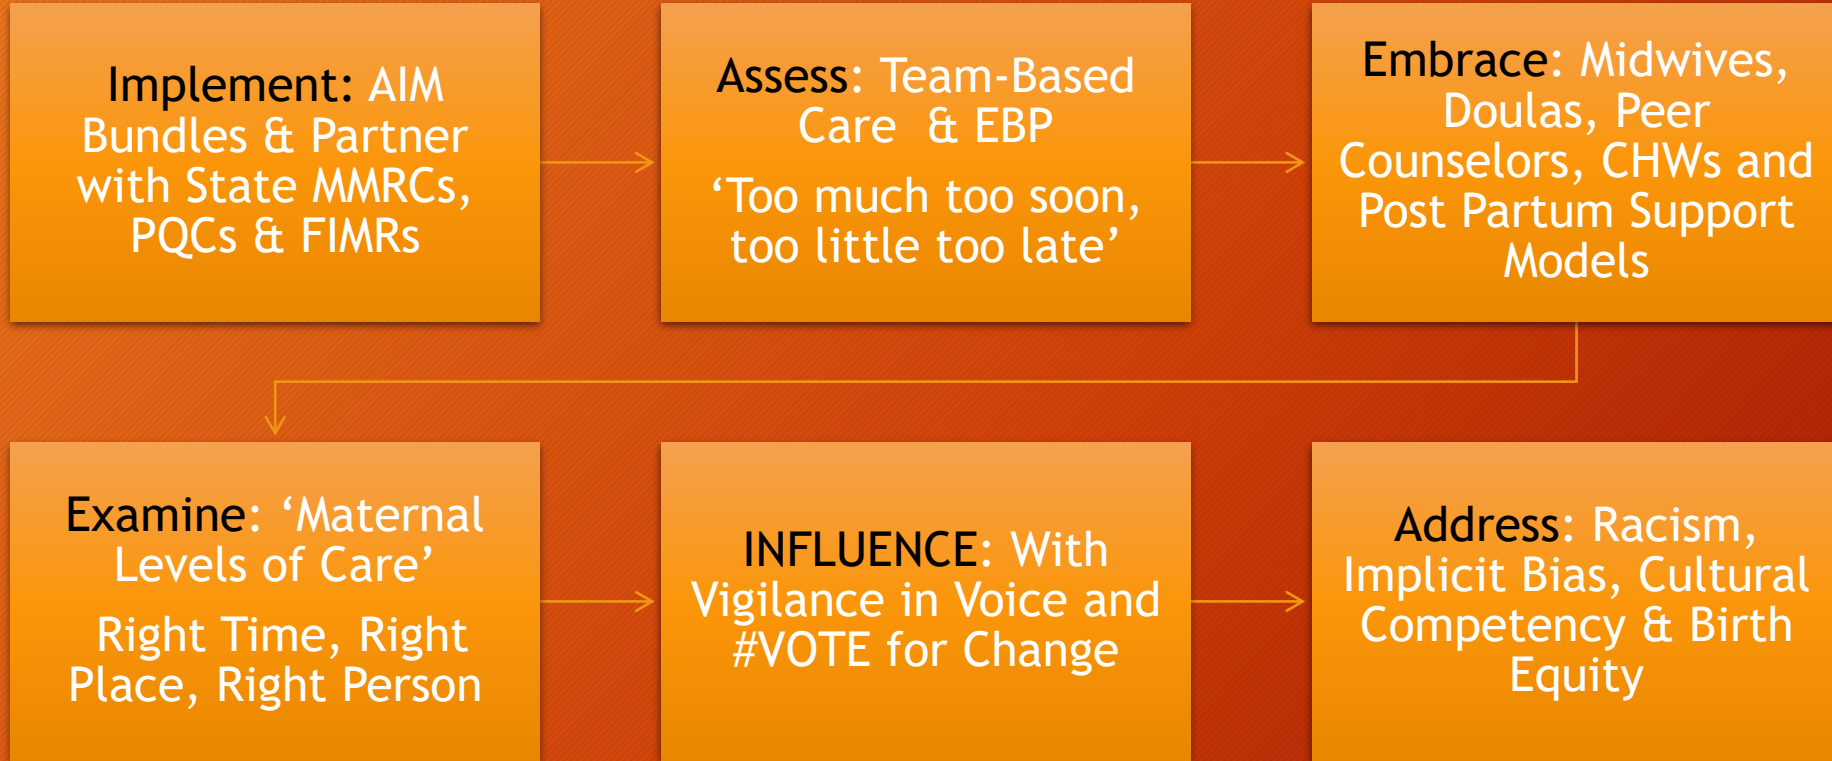 Implement: AIM
Bundles & Partner
with State MMRCs,
PQCs & FIMRs
Assess: Team-Based
Care & EBP
‘Too much too soon,
too little too late’
Embrace: Midwives,
Doulas, Peer
Counselors, CHWs and
Post Partum Support
Models
Examine: ‘Maternal
Levels of Care’
Right Time, Right
Place, Right Person
INFLUENCE: With
Vigilance in Voice and
#VOTE for Change
Address: Racism,
Implicit Bias, Cultural
Competency & Birth
Equity